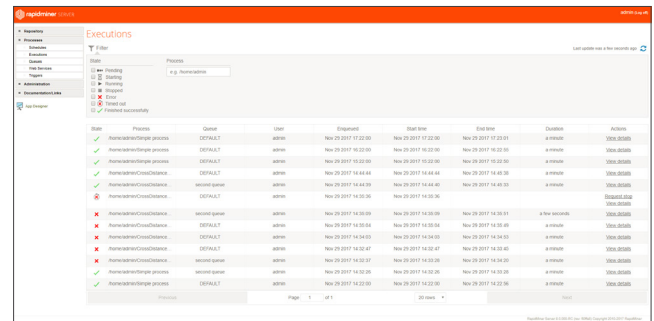 rapidminer SERVER
ADMIN (Log off)
Repository
Processes
Schedules
Executions
Queues
Web Services
Triggers
Administration
Documentation/Links
App Designer
Executions
Filter
Last update was a few seconds ago
State
Process
Pending
e.g. /home/admin
Starting
Running
Stopped
Error
Timed out
Finished successfully
State Process Queue User Enqueued Start time End time Duration Actions
/home/admin/Simple process DEFAULT admin Nov 29 2017 17:22:00 Nov 29 2017 17:22:00 Nov 29 2017 17:23:01 a minute View details
/home/admin/Simple process DEFAULT admin Nov 29 2017 16:22:00 Nov 29 2017 16:22:00 Nov 29 2017 16:22:50 a minute View details
/home/admin/Simple process DEFAULT admin Nov 29 2017 15:22:00 Nov 29 2017 15:22:00 Nov 29 2017 15:22:50 a minute View details
/home/admin/CrossDistance... DEFAULT admin Nov 29 2017 14:44:44 Nov 29 2017 14:44:44 Nov 29 2017 14:45:38 a minute View details
/home/admin/CrossDistance... second queue admin Nov 29 2017 14:44:39 Nov 29 2017 14:44:40 Nov 29 2017 14:45:33 a minute View details
/home/admin/CrossDistance... DEFAULT admin Nov 29 2017 14:35:36 Nov 29 2017 14:35:36 Request stop
View details
/home/admin/CrossDistance... second queue admin Nov 29 2017 14:35:09 Nov 29 2017 14:35:09 Nov 29 2017 14:35:51 a few seconds View details
/home/admin/CrossDistance... DEFAULT admin Nov 29 2017 14:35:04 Nov 29 2017 14:35:04 Nov 29 2017 14:35:49 a minute View details
/home/admin/CrossDistance... DEFAULT admin Nov 29 2017 14:34:03 Nov 29 2017 14:34:03 Nov 29 2017 14:34:53 a minute View details
/home/admin/CrossDistance... DEFAULT admin Nov 29 2017 14:32:47 Nov 29 2017 14:32:47 Nov 29 2017 14:33:40 a minute View details
/home/admin/CrossDistance... second queue admin Nov 29 2017 14:32:37 Nov 29 2017 14:33:28 Nov 29 2017 14:34:20 a minute View details
/home/admin/Simple process second queue admin Nov 29 2017 14:32:26 Nov 29 2017 14:32:26 Nov 29 2017 14:33:28 a minute View details
/home/admin/Simple process DEFAULT admin Nov 29 2017 14:22:00 Nov 29 2017 14:22:00 Nov 29 2017 14:22:56 a minute View details
Previous Page 1 of 1 20 rows Next